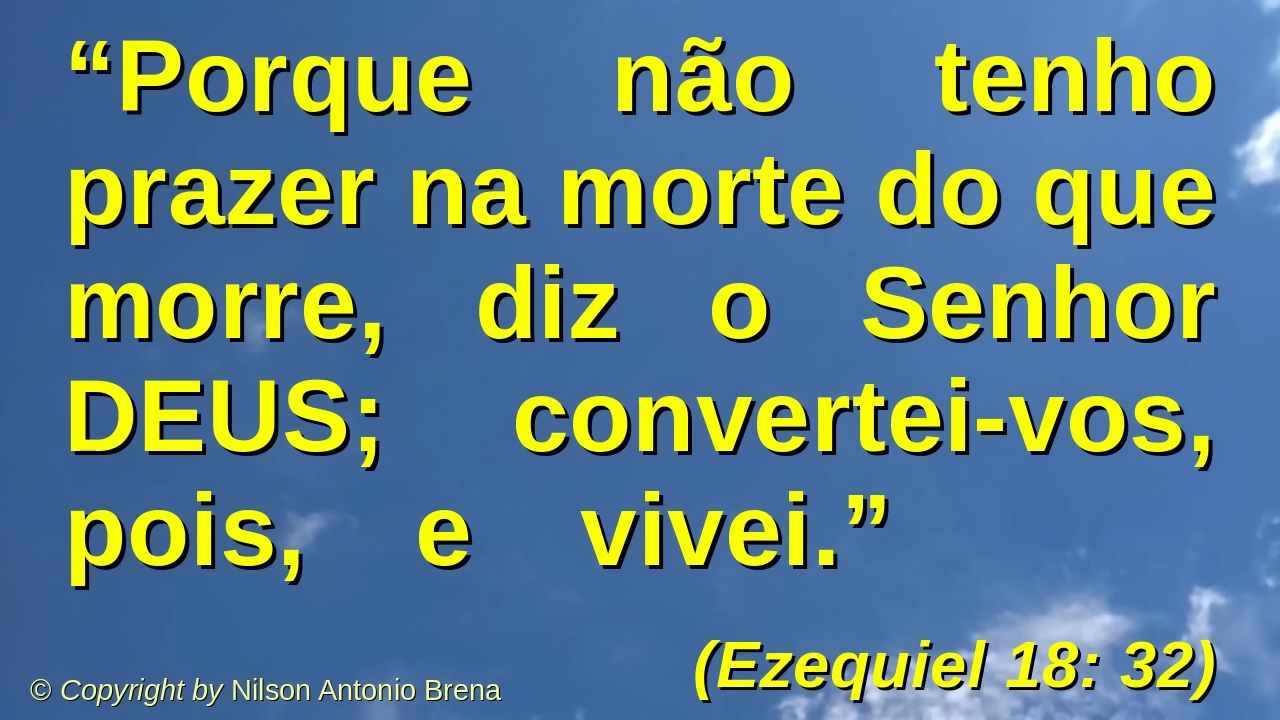 “Porque não tenho
prazer na morte do que
morre, diz o Senhor
DEUS; convertei-vos,
pois, e vivei.”
(Ezequiel 18: 32)
© Copyright by Nilson Antonio Brena